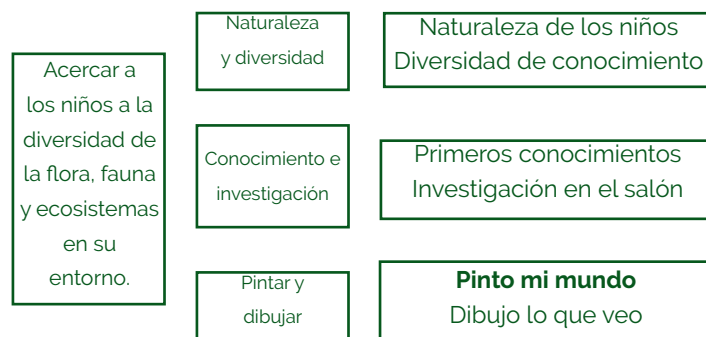 Acercar a
los niños a la
diversidad de
la flora, fauna
y ecosistemas
en su
entorno.
Naturaleza
y diversidad
Naturaleza de los niños
Diversidad de conocimiento
Conocimiento e
investigación
Primeros conocimientos
Investigación en el salón
Pintar y
dibujar
Pinto mi mundo
Dibujo lo que veo